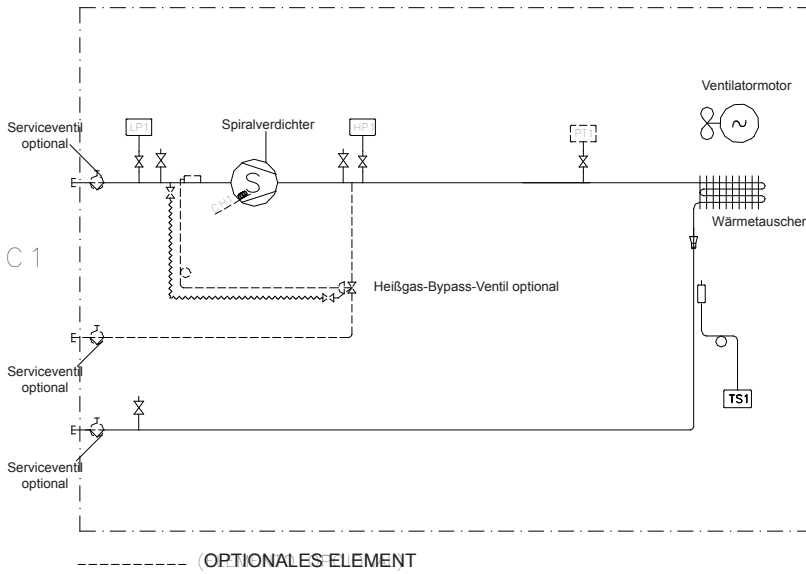 Ventilatormotor
Serviceventil
optional
LP1
Spiralverdichter
HP1
PT1
S
CH1
Wärmetauscher
C 1
Heißgas-Bypass-Ventil optional
Serviceventil
optional
TS1
Serviceventil
optional
OPTIONALES ELEMENT